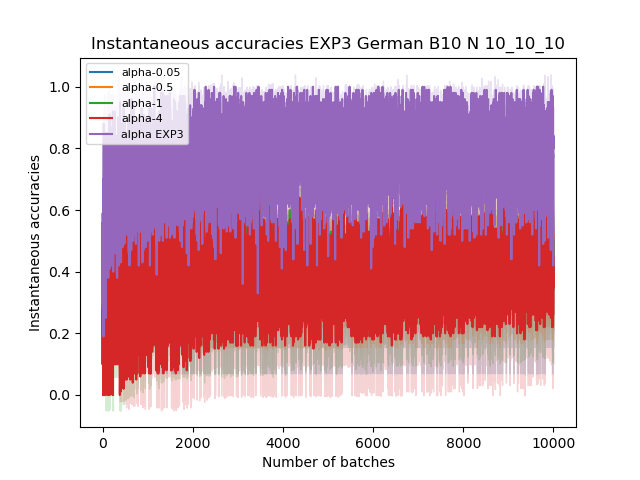 Instantaneous accuracies EXP3 German B10 N 10_10_10
alpha-0.05
alpha-0.5
alpha-1
alpha-4
alpha EXP3
1.0
0.8
0.6
0.4
0.2
0.0
Instantaneous accuracies
0 2000 4000 6000 8000 10000
Number of batches